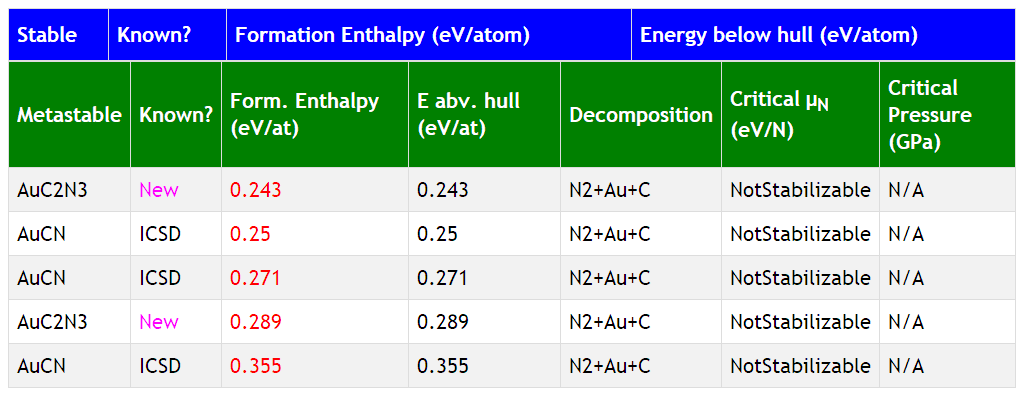 Stable Known? Formation Enthalpy (eV/atom) Energy below hull (eV/atom)
Metastable Known? Form. Enthalpy (eV/at) E abv. hull (eV/at) Decomposition Critical μN (eV/N) Critical Pressure (GPa)
AuC2N3 New 0.243 0.243 N2+Au+C NotStabilizable N/A
AuCN ICSD 0.25 0.25 N2+Au+C NotStabilizable N/A
AuCN ICSD 0.271 0.271 N2+Au+C NotStabilizable N/A
AuC2N3 New 0.289 0.289 N2+Au+C NotStabilizable N/A
AuCN ICSD 0.355 0.355 N2+Au+C NotStabilizable N/A